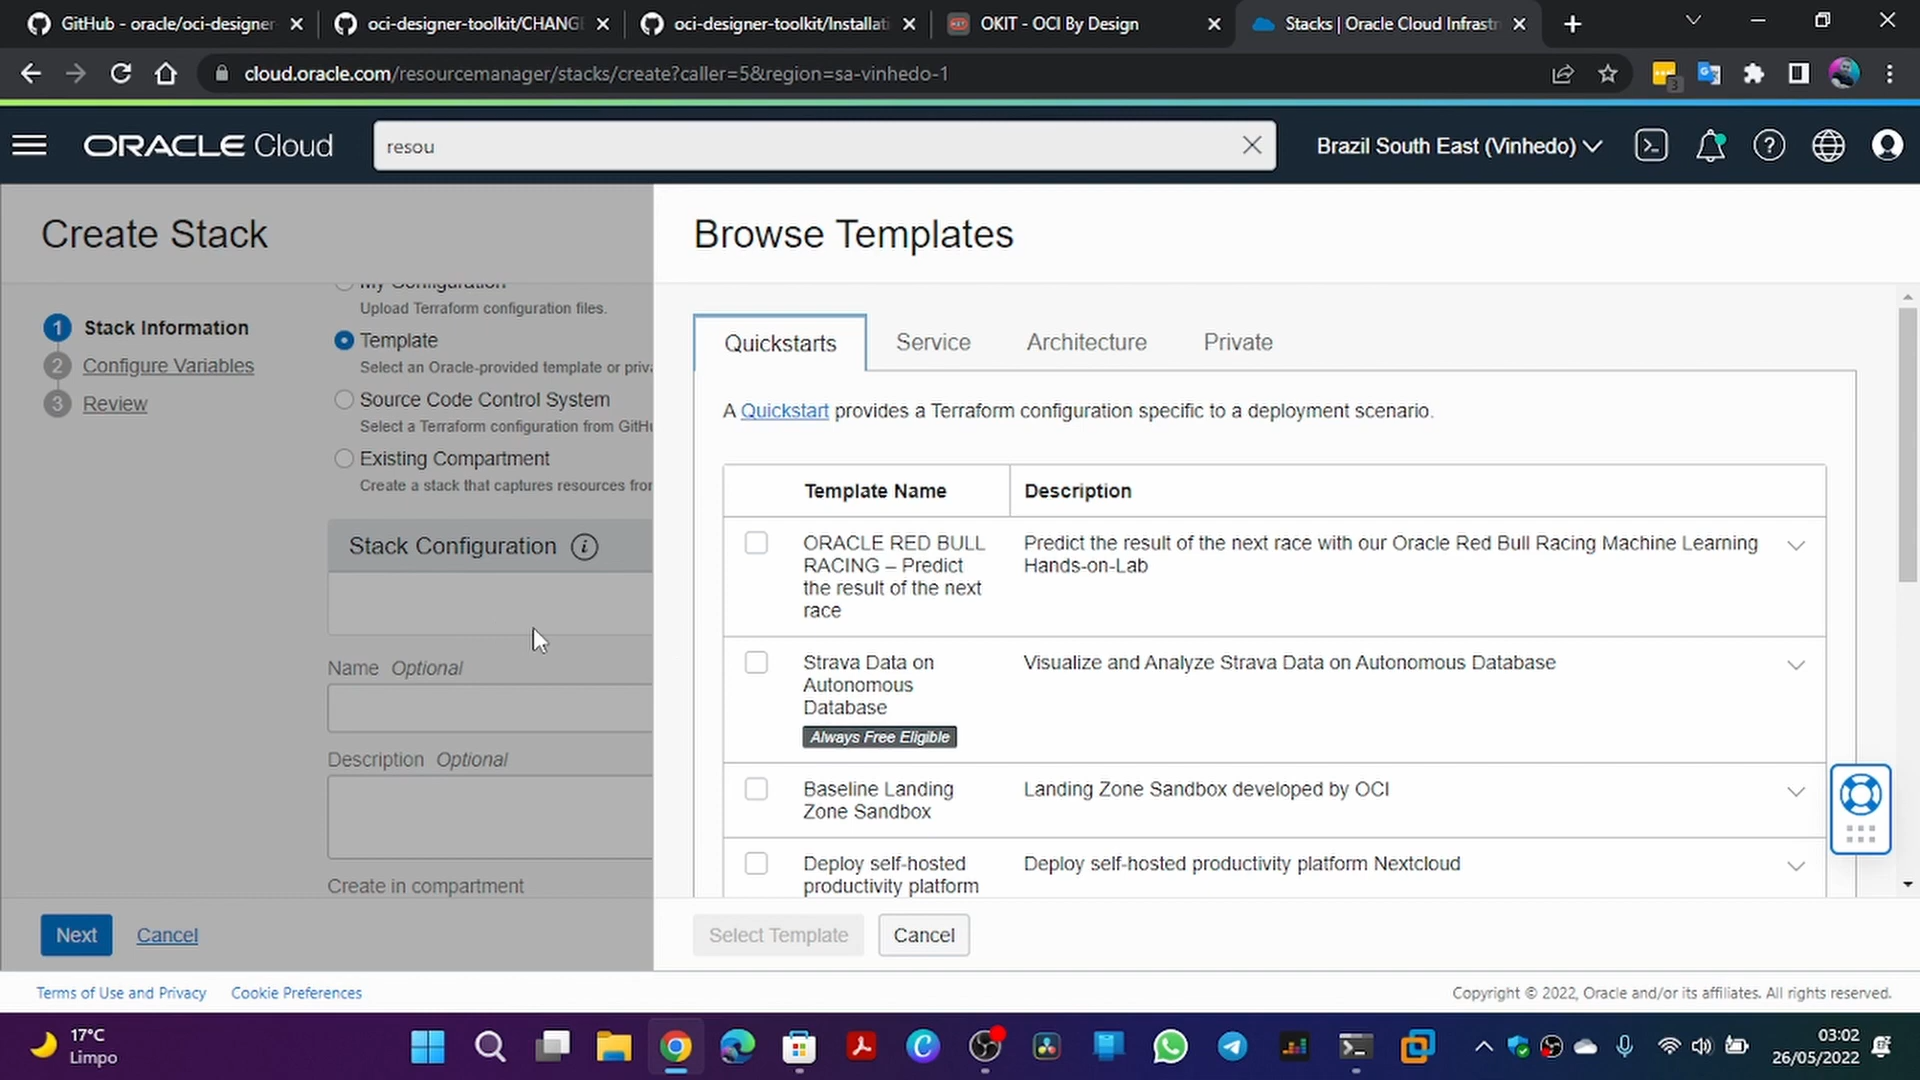 GitHub - oracle/oci-designer-
oci-designer-toolkit/CHANGE
oci-designer-toolkit/Installati
OKIT - OCI By Design
Stacks | Oracle Cloud Infrastr
cloud.oracle.com/resourcemanager/stacks/create?caller=5&region=sa-vinhedo-1
3
ORACLE Cloud
resou
Brazil South East (Vinhedo)
Create Stack
1 Stack Information
2 Configure Variables
3 Review
My Configuration
Upload Terraform configuration files.
Template
Select an Oracle-provided template or priva
Source Code Control System
Select a Terraform configuration from GitHu
Existing Compartment
Create a stack that captures resources fror
Stack Configuration
Name Optional
Description Optional
Create in compartment
Next
Cancel
Browse Templates
Quickstarts
Service
Architecture
Private
A Quickstart provides a Terraform configuration specific to a deployment scenario.
Template Name
Description
ORACLE RED BULL
RACING – Predict
the result of the next
race
Predict the result of the next race with our Oracle Red Bull Racing Machine Learning
Hands-on-Lab
Strava Data on
Autonomous
Database
Always Free Eligible
Visualize and Analyze Strava Data on Autonomous Database
Baseline Landing
Zone Sandbox
Landing Zone Sandbox developed by OCI
Deploy self-hosted
productivity platform
Deploy self-hosted productivity platform Nextcloud
Select Template
Cancel
Terms of Use and Privacy
Cookie Preferences
Copyright © 2022, Oracle and/or its affiliates. All rights reserved.
17°C
Limpo
03:02
26/05/2022